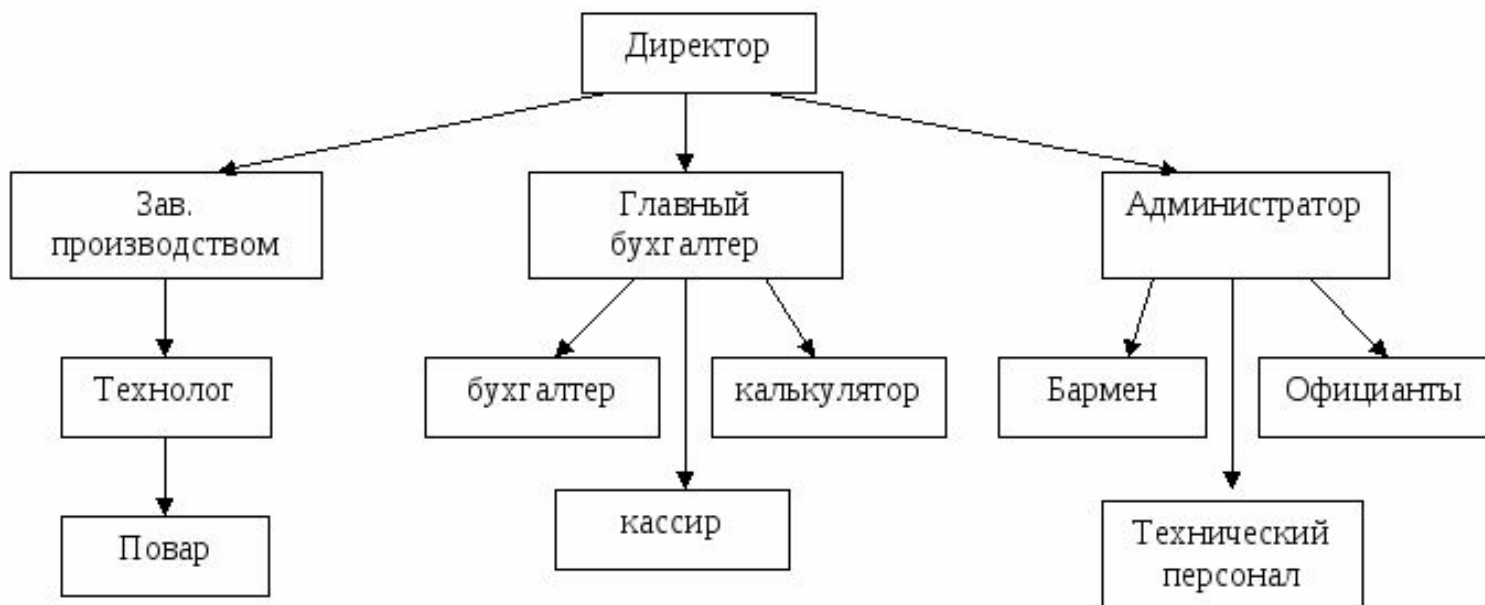 Директор
Зав.
производством
Главный
бухгалтер
Администратор
Технолог
бухгалтер
калькулятор
Бармен
Официанты
Повар
кассир
Технический
персонал